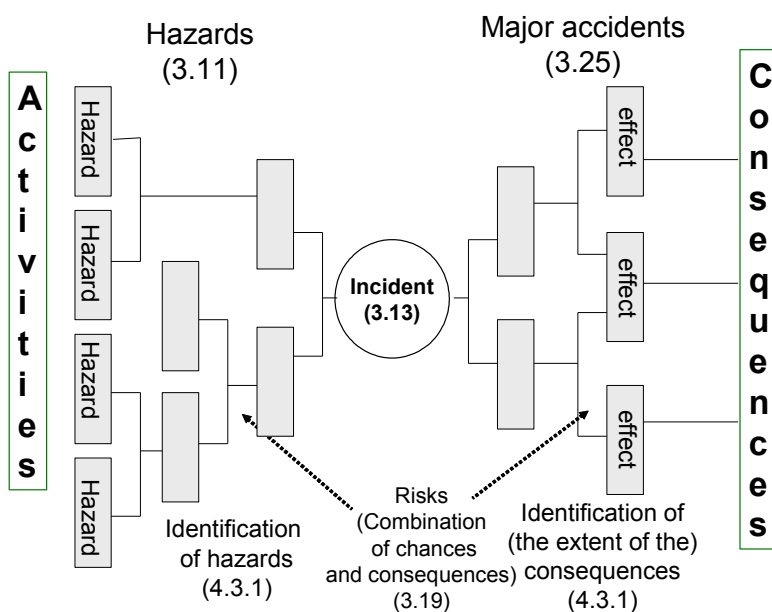 Hazards
(3.11)
Major accidents
(3.25)
Activities
Hazard
Hazard
Hazard
Hazard
Incident
(3.13)
effect
effect
effect
Consequences
Identification
of hazards
(4.3.1)
Risks
(Combination
of chances
and consequences)
(3.19)
Identification of
(the extent of the)
consequences
(4.3.1)